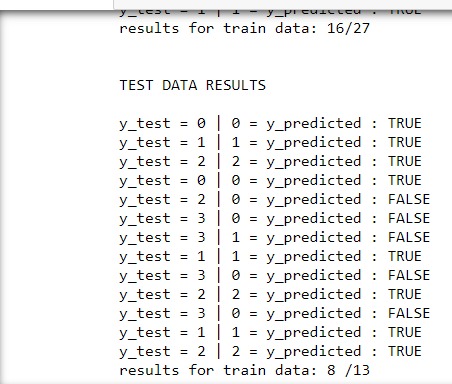 y_test = 1 | 1 = y_predicted : TRUE
results for train data: 16/27
TEST DATA RESULTS
y_test = 0 | 0 = y_predicted : TRUE
y_test = 1 | 1 = y_predicted : TRUE
y_test = 2 | 2 = y_predicted : TRUE
y_test = 0 | 0 = y_predicted : TRUE
y_test = 2 | 0 = y_predicted : FALSE
y_test = 3 | 0 = y_predicted : FALSE
y_test = 3 | 1 = y_predicted : FALSE
y_test = 1 | 1 = y_predicted : TRUE
y_test = 3 | 0 = y_predicted : FALSE
y_test = 2 | 2 = y_predicted : TRUE
y_test = 3 | 0 = y_predicted : FALSE
y_test = 1 | 1 = y_predicted : TRUE
y_test = 2 | 2 = y_predicted : TRUE
results for train data: 8 /13